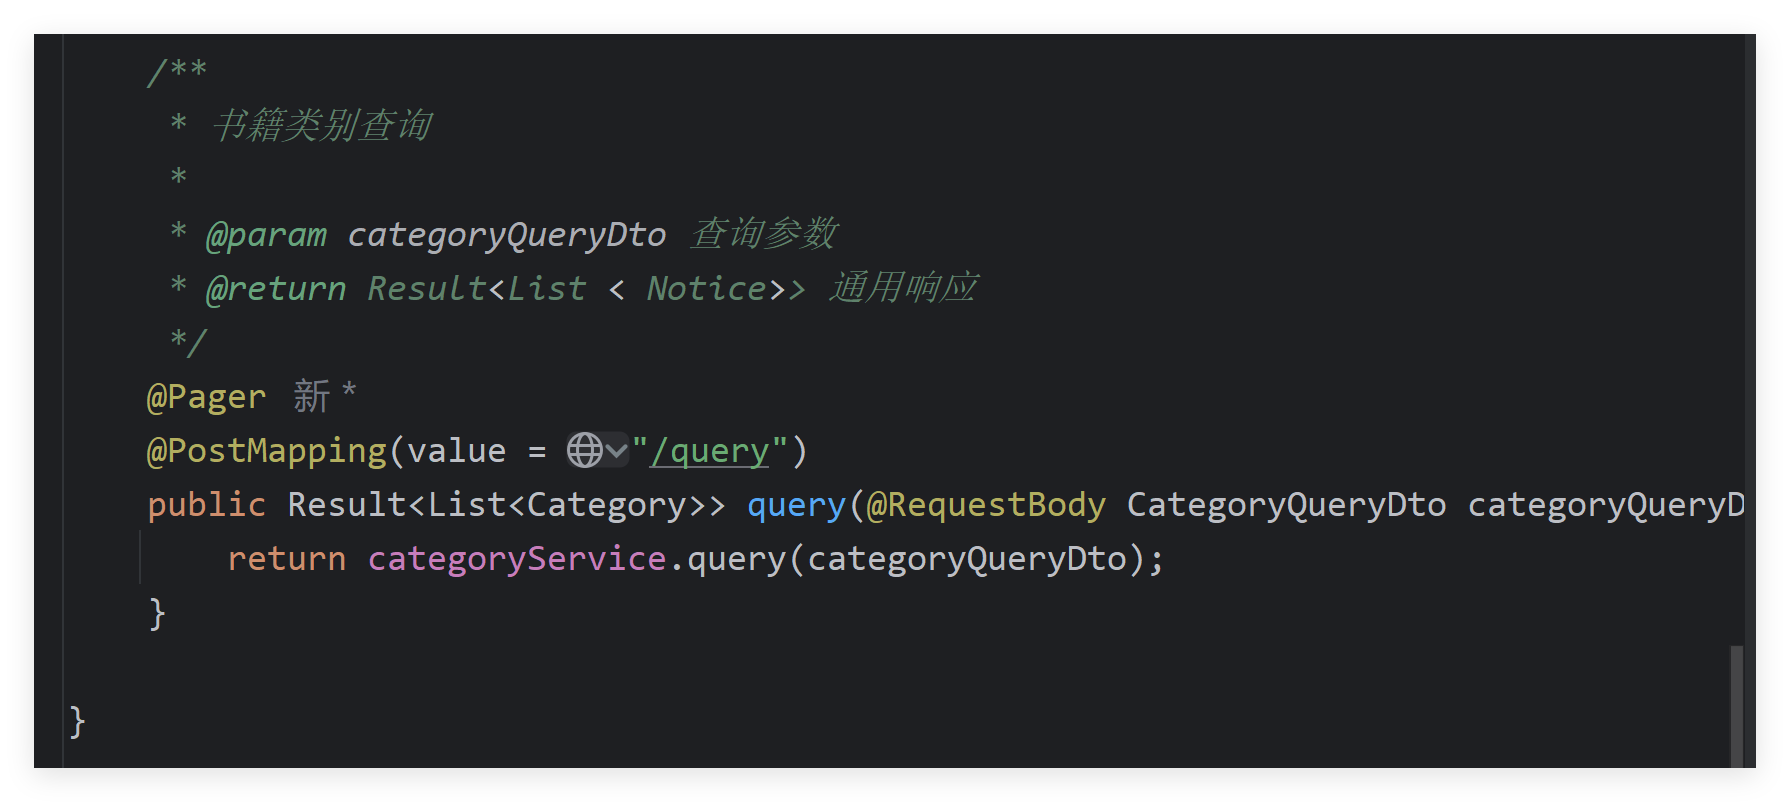 /**
* 书籍类别查询
*
* @param categoryQueryDto 查询参数
* @return Result<List < Notice>> 通用响应
*/
@Pager 新 *
@PostMapping(value = "/query")
public Result<List<Category>> query(@RequestBody CategoryQueryDto categoryQueryD
return categoryService.query(categoryQueryDto);
}
}